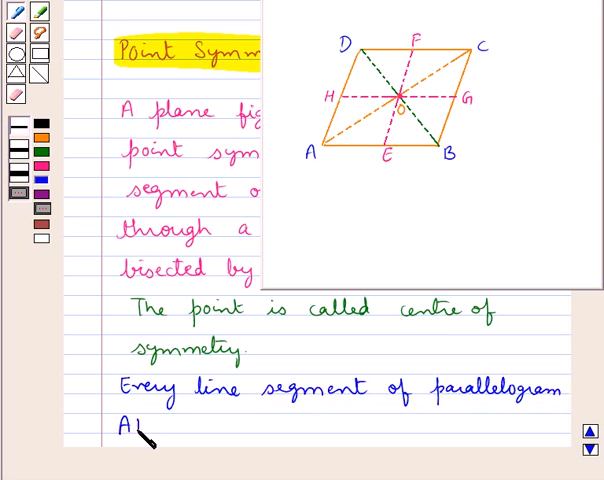 Point Symm
A plane fig
point sym
segment o
through a
bisected by
The point is called centre of
symmetry.
Every line segment of parallelogram
A
D F C
H G
O
A E B